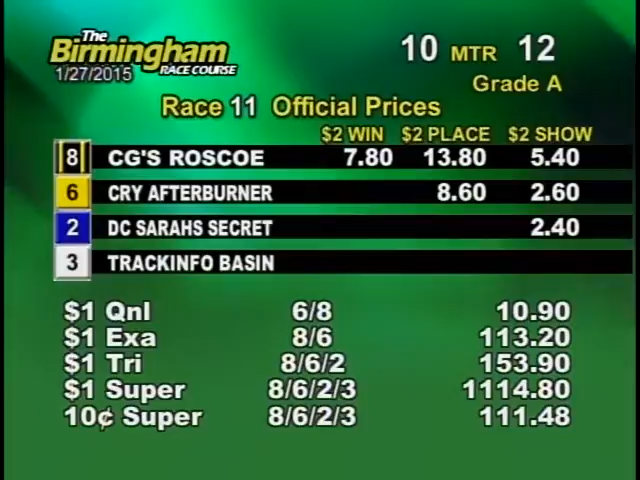 The
Birmingham
RACE COURSE
1/27/2015
10 MTR 12
Grade A
Race 11 Official Prices
$2 WIN $2 PLACE $2 SHOW
8 CG'S ROSCOE 7.80 13.80 5.40
6 CRY AFTERBURNER 8.60 2.60
2 DC SARAHS SECRET 2.40
3 TRACKINFO BASIN
$1 Qnl 6/8 10.90
$1 Exa 8/6 113.20
$1 Tri 8/6/2 153.90
$1 Super 8/6/2/3 1114.80
10¢ Super 8/6/2/3 111.48